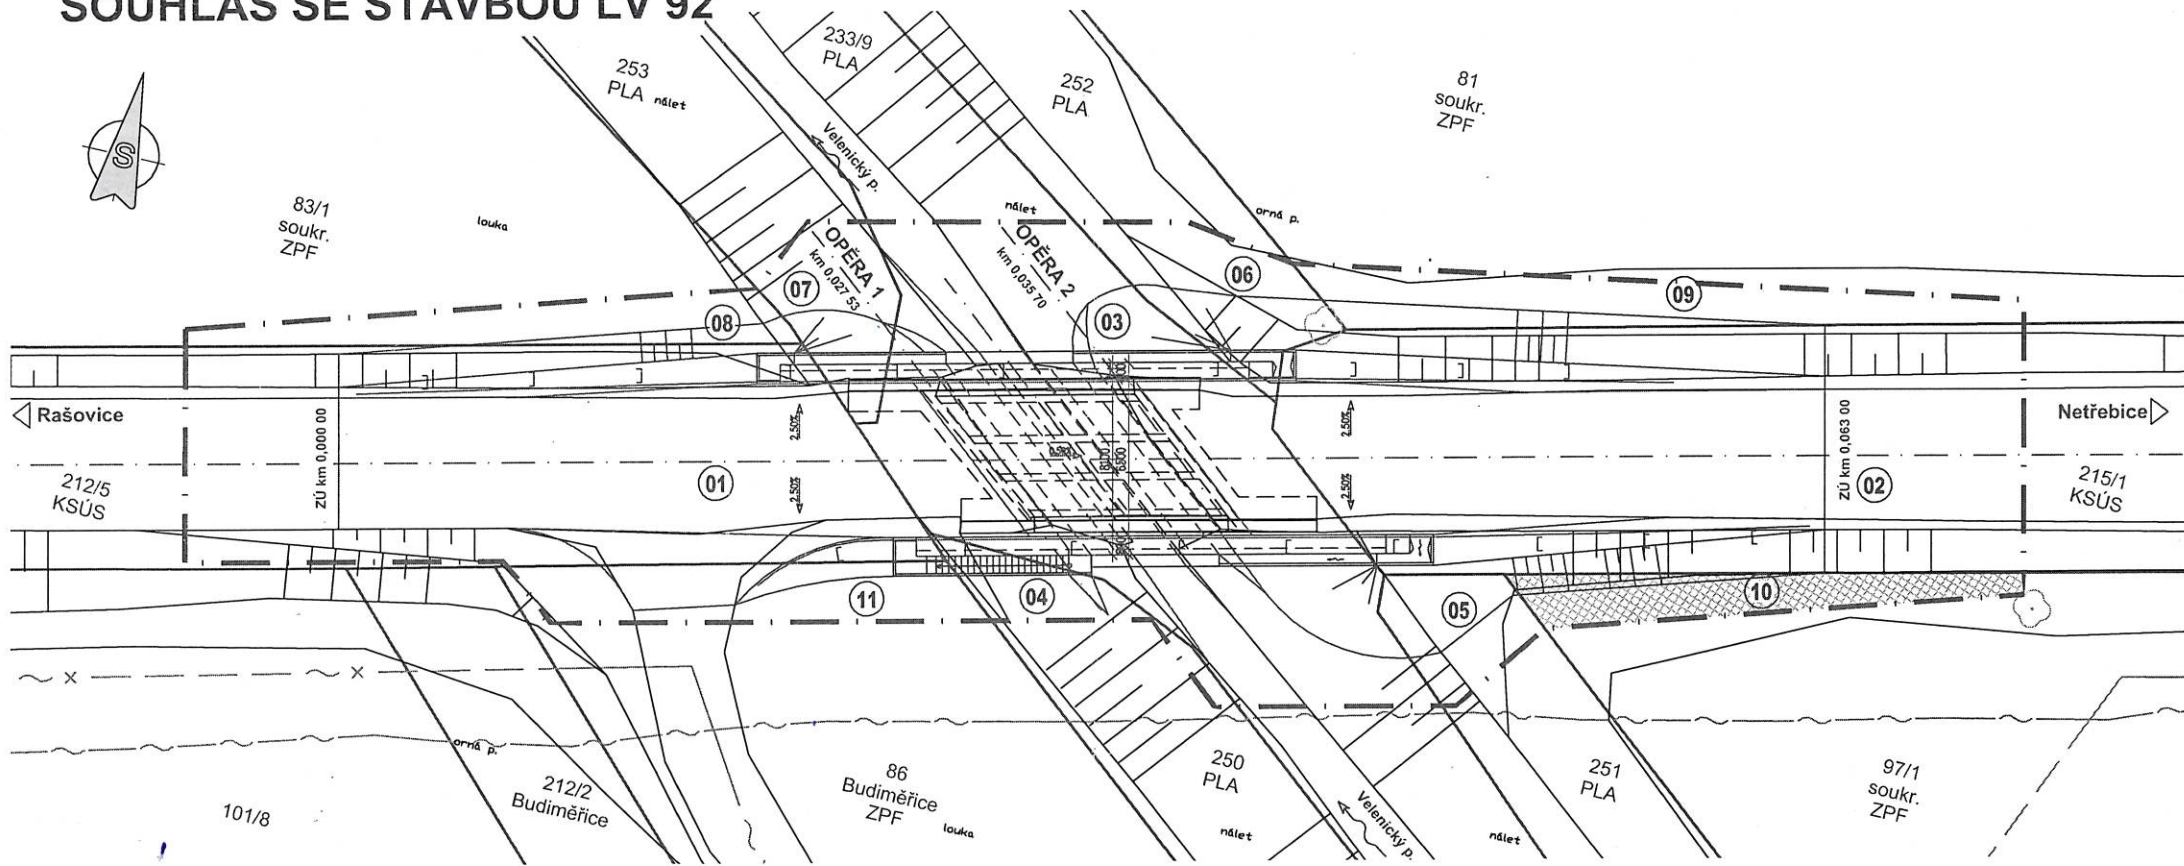 SOUHLAS SE STAVBOU LV 92
233/9
PLA
253
PLA
nálet
252
PLA
81
soukr.
ZPF
S
Velenický p.
83/1
soukr.
ZPF
louka
nálet
orná p.
OPĚRA 1
km 0,027 53
OPĚRA 2
km 0,035 70
06
07
09
08
03
Rašovice
ZÚ km 0,000 00
2.50%
2.50%
2.50%
2.50%
6800
ZÚ km 0,063 00
Netřebice
01
02
212/5
KSÚS
215/1
KSÚS
11
04
05
10
x
x
orná p.
212/2
Budiměřice
101/8
86
Budiměřice
ZPF
louka
250
PLA
nálet
Velenický p.
251
PLA
nálet
97/1
soukr.
ZPF